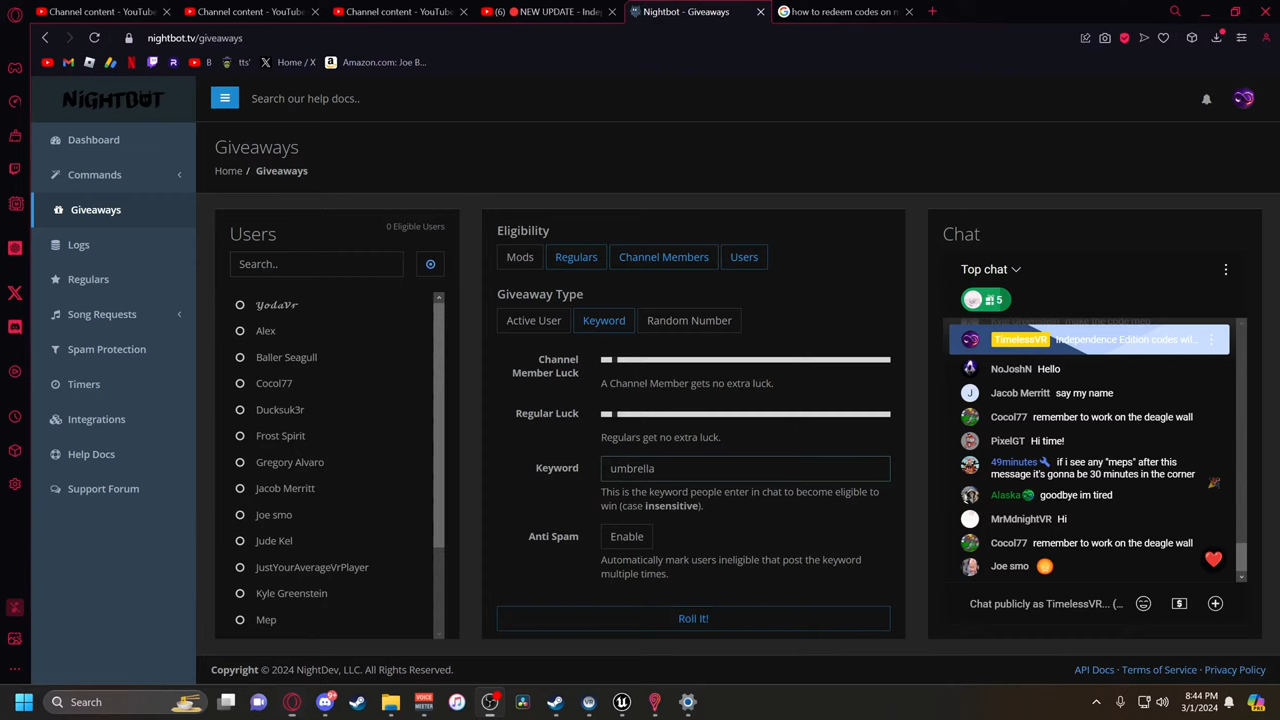 Channel content - YouTube
Channel content - YouTube
Channel content - YouTube
(6) 🔴NEW UPDATE - Inde
Nightbot - Giveaways
how to redeem codes on m
nightbot.tv/giveaways
B
tts'
Home / X
Amazon.com: Joe B...
NIGHTBOT
Search our help docs..
Dashboard
Commands
Giveaways
Logs
Regulars
Song Requests
Spam Protection
Timers
Integrations
Help Docs
Support Forum
Giveaways
Home / Giveaways
Users
0 Eligible Users
Search..
𝓨𝓸𝓭𝓪𝓥𝓻
Alex
Baller Seagull
Cocol77
Ducksuk3r
Frost Spirit
Gregory Alvaro
Jacob Merritt
Joe smo
Jude Kel
JustYourAverageVrPlayer
Kyle Greenstein
Mep
Eligibility
Mods
Regulars
Channel Members
Users
Giveaway Type
Active User
Keyword
Random Number
Channel
Member Luck
A Channel Member gets no extra luck.
Regular Luck
Regulars get no extra luck.
Keyword
umbrella
This is the keyword people enter in chat to become eligible to
win (case insensitive).
Anti Spam
Enable
Automatically mark users ineligible that post the keyword
multiple times.
Roll It!
Chat
Top chat
5
TimelessVR Independence Edition codes wil...
NoJoshN Hello
Jacob Merritt say my name
Cocol77 remember to work on the deagle wall
PixelGT Hi time!
49minutes if i see any "meps" after this
message it's gonna be 30 minutes in the corner
Alaska goodbye im tired
MrMdnightVR Hi
Cocol77 remember to work on the deagle wall
Joe smo
Chat publicly as TimelessVR... (...
Copyright © 2024 NightDev, LLC. All Rights Reserved.
API Docs - Terms of Service - Privacy Policy
Search
9+
VOICE
MEETER
8:44 PM
3/1/2024